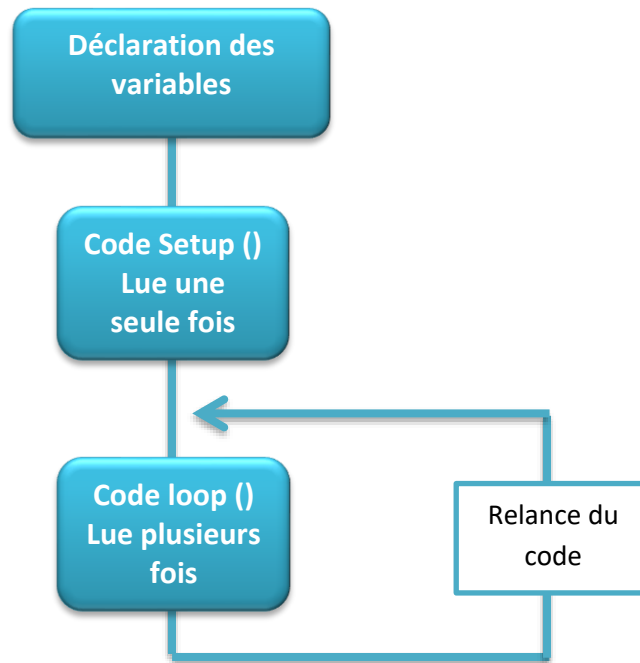 Déclaration des
variables
Code Setup ()
Lue une
seule fois
Code loop ()
Lue plusieurs
fois
Relance du
code